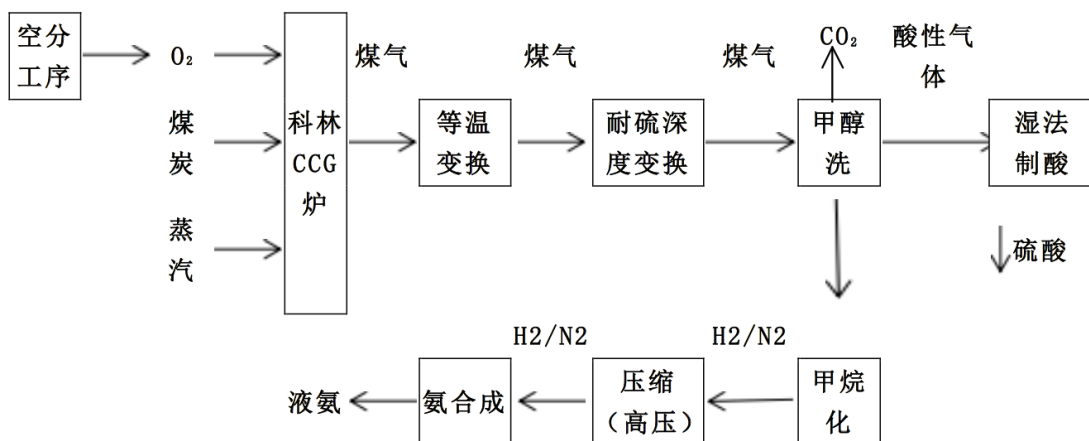 空分
工序
O₂
煤
炭
蒸
汽
科林
CCG
炉
煤气
等温
变换
煤气
耐硫深
度变换
煤气
CO₂
甲醇
洗
酸性气
体
湿法
制酸
硫酸
H2/N2
H2/N2
液氨
氨合成
压缩
（高压）
甲烷
化